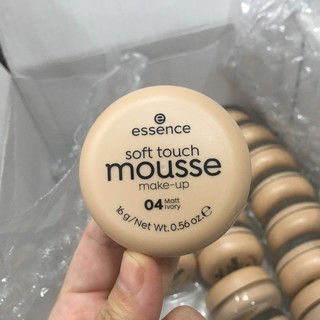 e
essence
soft touch
mousse
make-up
04 Matt
Ivory
16 g/Net Wt. 0.56 oz.℮